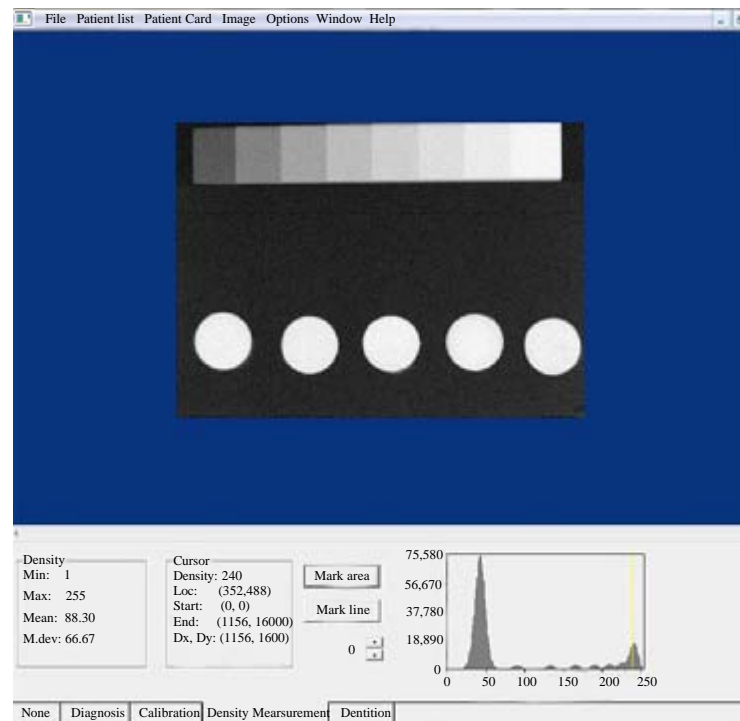 File Patient list Patient Card Image Options Window Help
Density
Min: 1
Max: 255
Mean: 88.30
M.dev: 66.67
Cursor
Density: 240
Loc: (352,488)
Start: (0, 0)
End: (1156, 16000)
Dx, Dy: (1156, 1600)
Mark area
Mark line
0
75,580
56,670
37,780
18,890
0
0 50 100 150 200 250
None Diagnosis Calibration Density Mearsurement Dentition